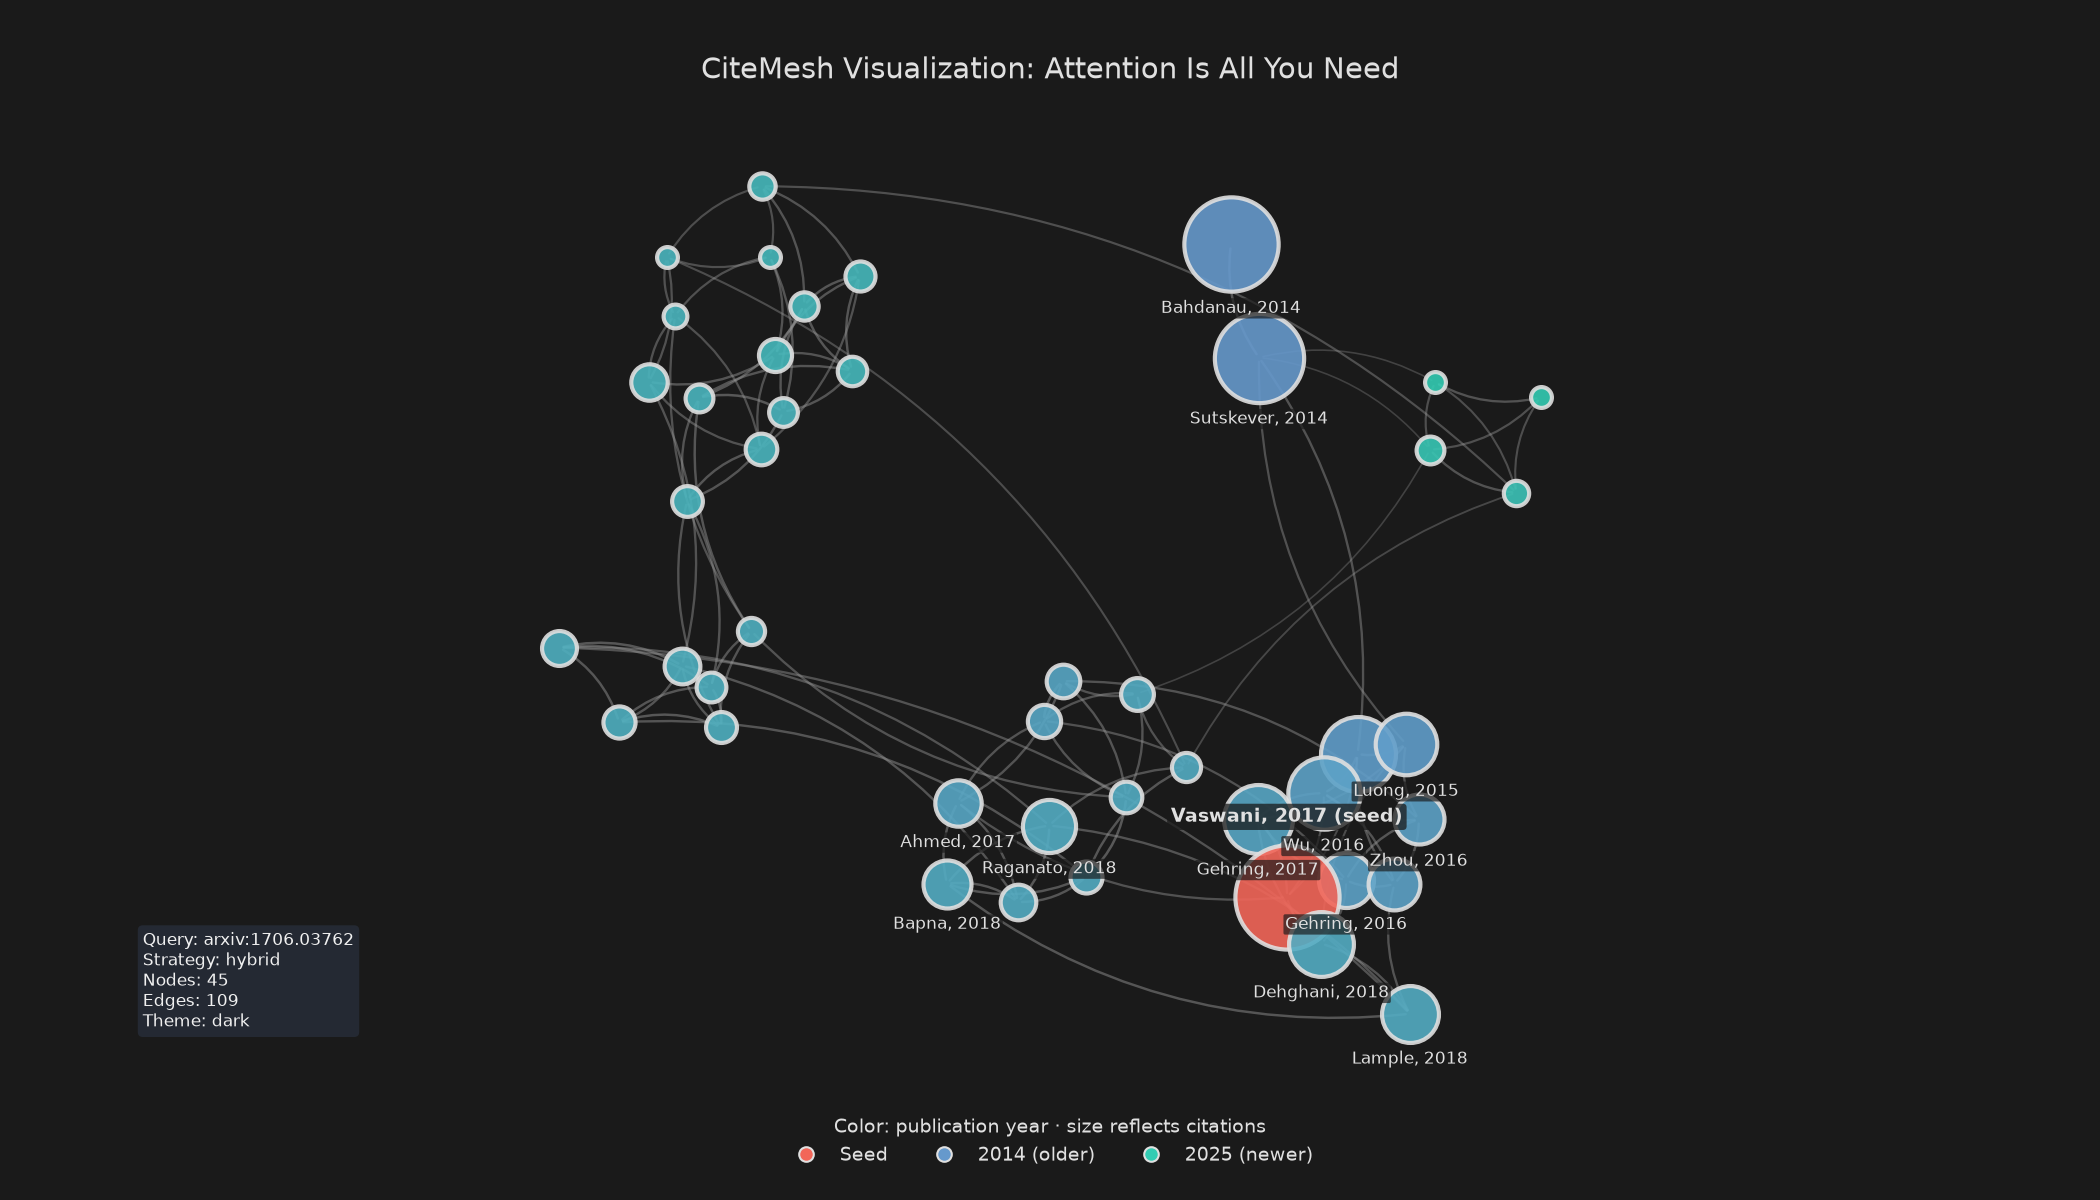 CiteMesh Visualization: Attention Is All You Need
Bahdanau, 2014
Sutskever, 2014
Luong, 2015
Vaswani, 2017 (seed)
Ahmed, 2017
Wu, 2016
Zhou, 2016
Raganato, 2018
Gehring, 2017
Bapna, 2018
Gehring, 2016
Dehghani, 2018
Lample, 2018
Query: arxiv:1706.03762
Strategy: hybrid
Nodes: 45
Edges: 109
Theme: dark
Color: publication year · size reflects citations
Seed
2014 (older)
2025 (newer)